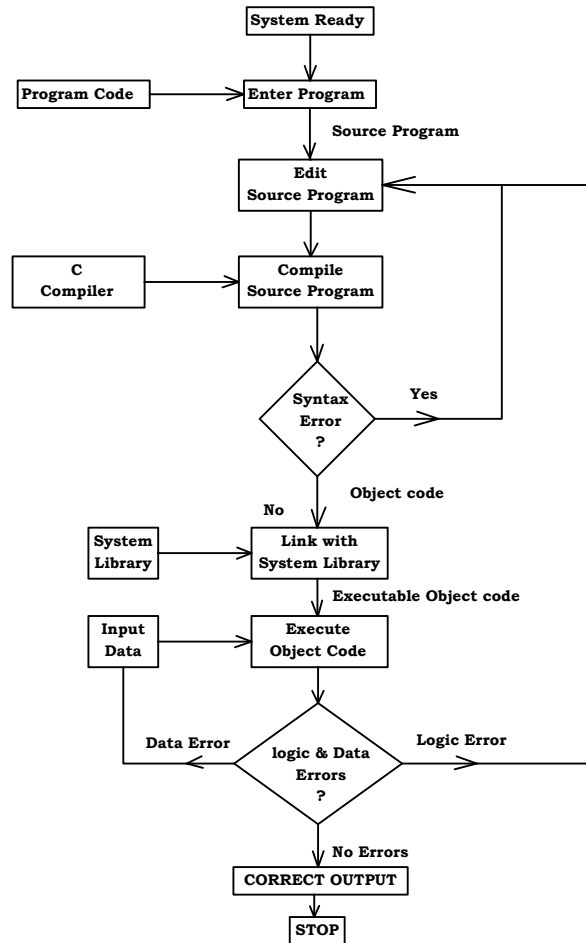 System Ready
Program Code
Enter Program
Source Program
Edit
Source Program
C
Compiler
Compile
Source Program
Syntax
Error
?
Yes
No
Object code
System
Library
Link with
System Library
Executable Object code
Input
Data
Execute
Object Code
Data Error
logic & Data
Errors
?
Logic Error
No Errors
CORRECT OUTPUT
STOP